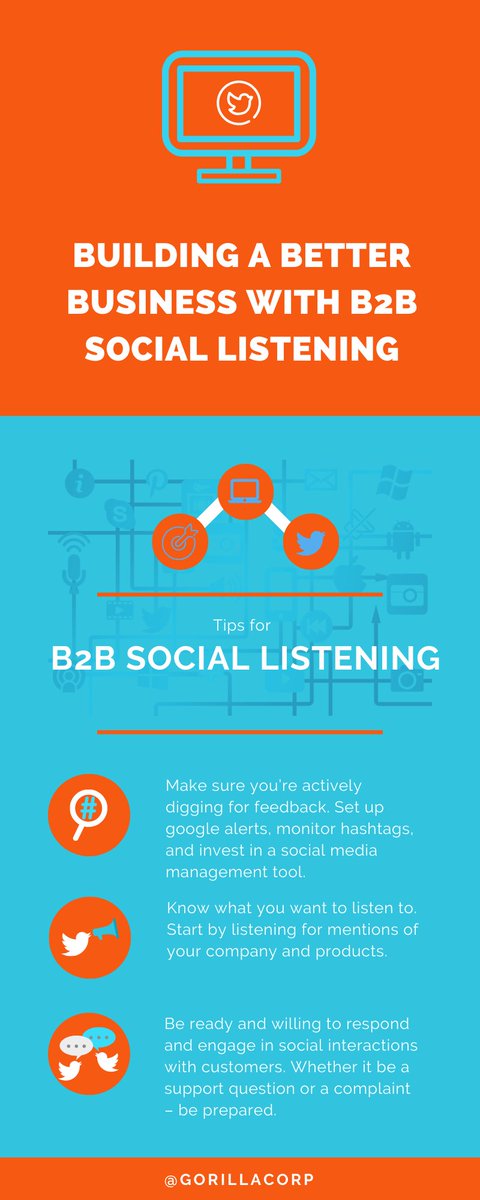 BUILDING A BETTER
BUSINESS WITH B2B
SOCIAL LISTENING
Tips for
B2B SOCIAL LISTENING
#
Make sure you're actively
digging for feedback. Set up
google alerts, monitor hashtags,
and invest in a social media
management tool.
Know what you want to listen to.
Start by listening for mentions of
your company and products.
Be ready and willing to respond
and engage in social interactions
with customers. Whether it be a
support question or a complaint
– be prepared.
@GORILLACORP